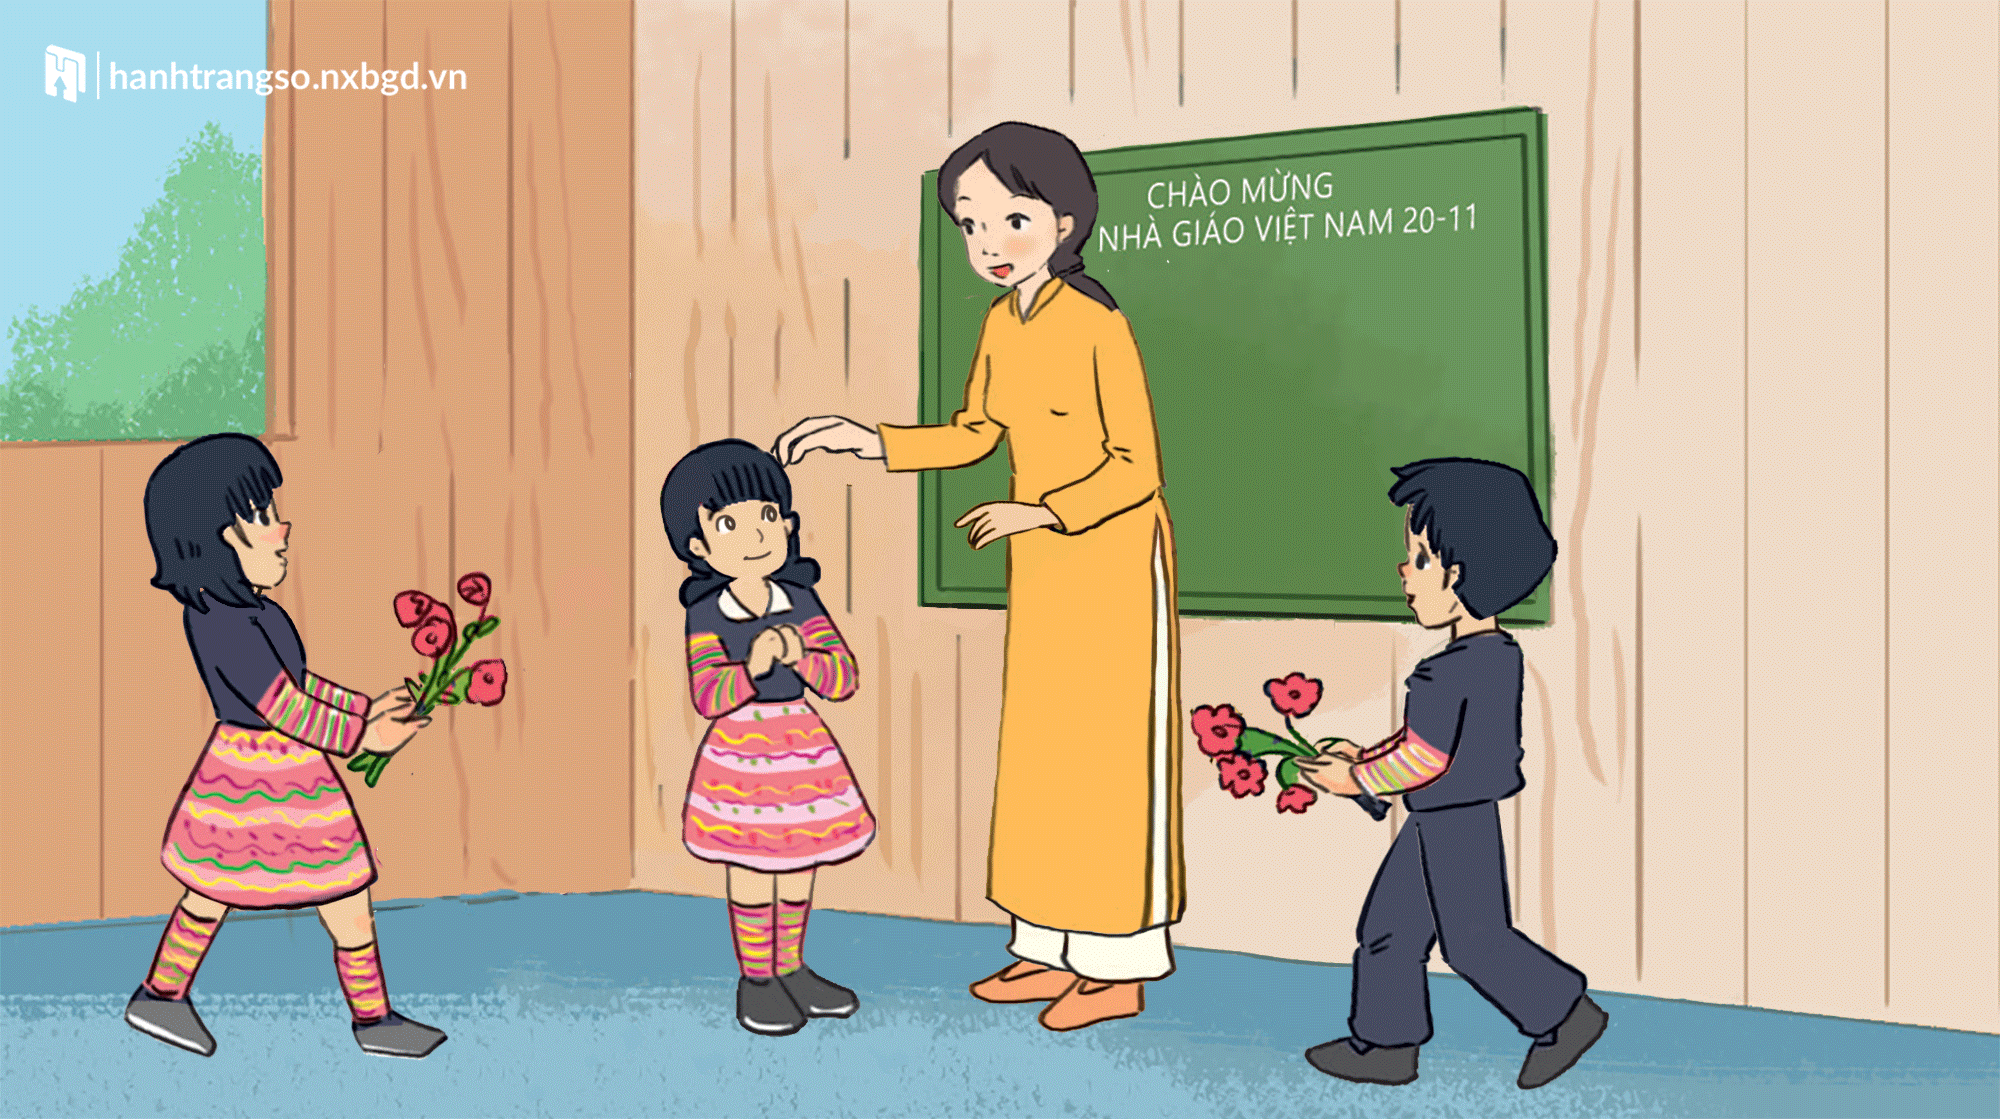 hanhtrangso.nxbgd.vn
CHÀO MỪNG
NHÀ GIÁO VIỆT NAM 20-11